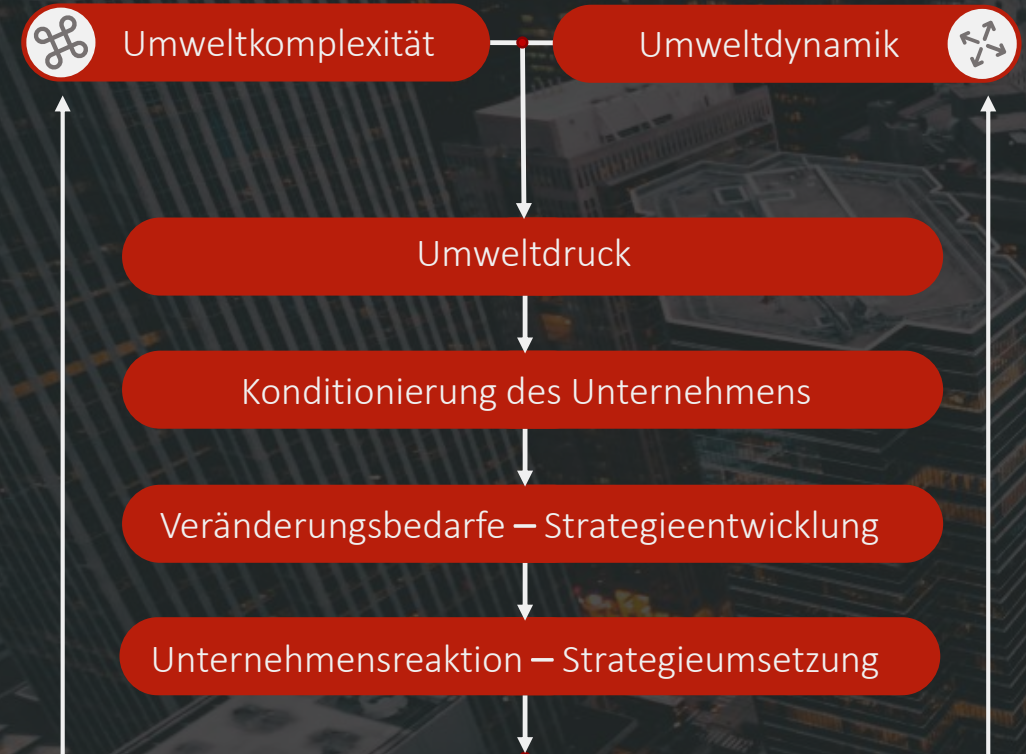 Umweltkomplexität
Umweltdynamik
Umweltdruck
Konditionierung des Unternehmens
Veränderungsbedarfe – Strategieentwicklung
Unternehmensreaktion – Strategieumsetzung